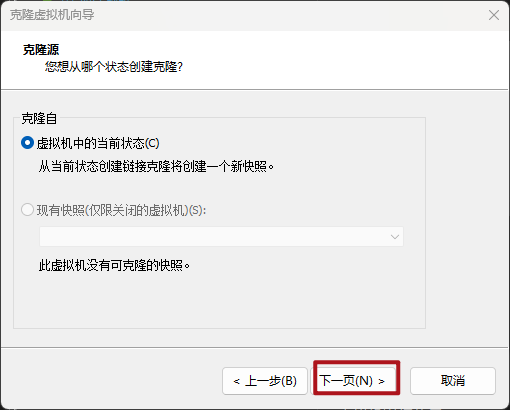 克隆虚拟机向导
克隆源
您想从哪个状态创建克隆?
克隆自
虚拟机中的当前状态(C)
从当前状态创建链接克隆将创建一个新快照。
现有快照(仅限关闭的虚拟机)(S):
此虚拟机没有可克隆的快照。
< 上一步(B) 下一页(N) > 取消